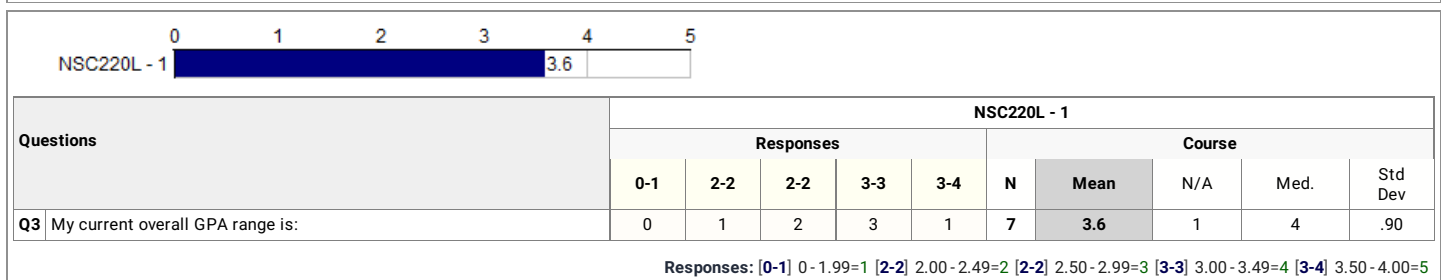 0 1 2 3 4 5
NSC220L - 1 3.6
NSC220L - 1
Questions
Responses Course
0-1 2-2 2-2 3-3 3-4 N Mean N/A Med. Std Dev
Q3 My current overall GPA range is: 0 1 2 3 1 7 3.6 1 4 .90
Responses: [0-1] 0 - 1.99=1 [2-2] 2.00 - 2.49=2 [2-2] 2.50 - 2.99=3 [3-3] 3.00 - 3.49=4 [3-4] 3.50 - 4.00=5